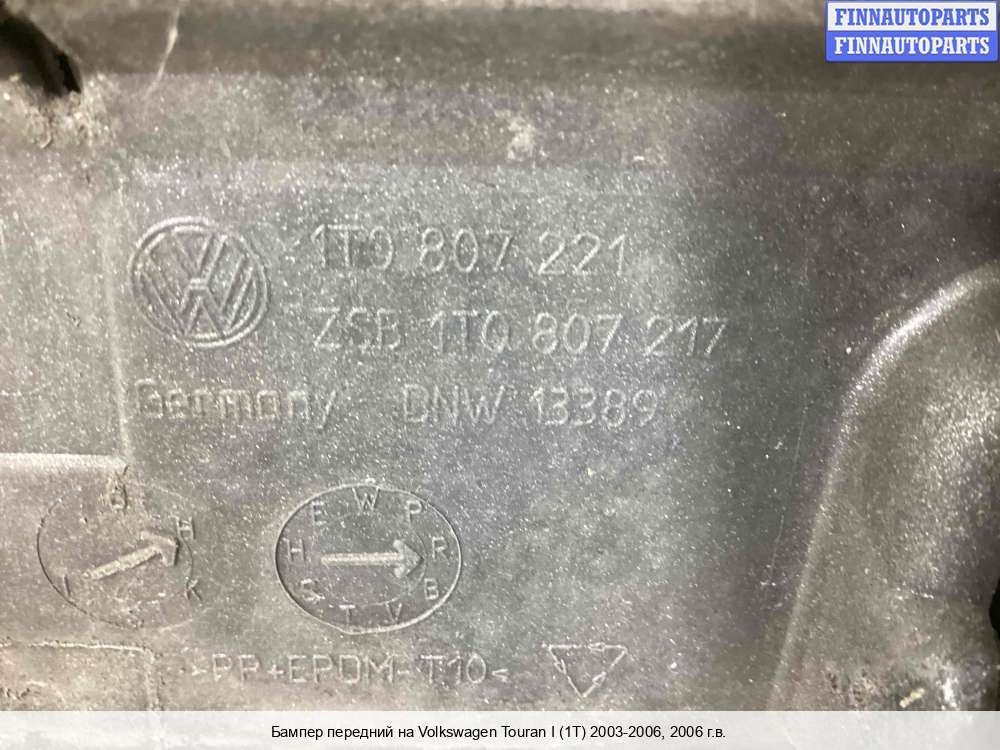 FINNAUTOPARTS
FINNAUTOPARTS
1T0 807 221
ZSB 1T0 807 217
Germany DNW 13389
G H K I
E W P R B V T S H
>PP+EPDM-T10<
Бампер передний на Volkswagen Touran I (1T) 2003-2006, 2006 г.в.